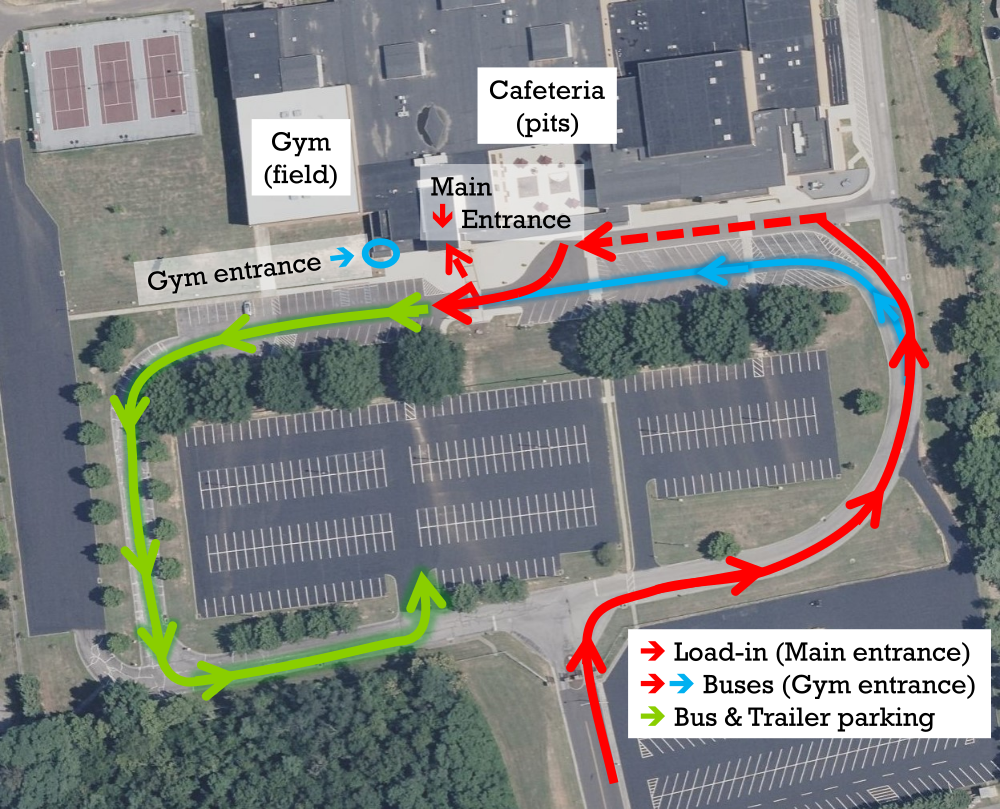 Cafeteria
(pits)
Gym
(field)
Main
Entrance
Gym entrance
Load-in (Main entrance)
Buses (Gym entrance)
Bus & Trailer parking